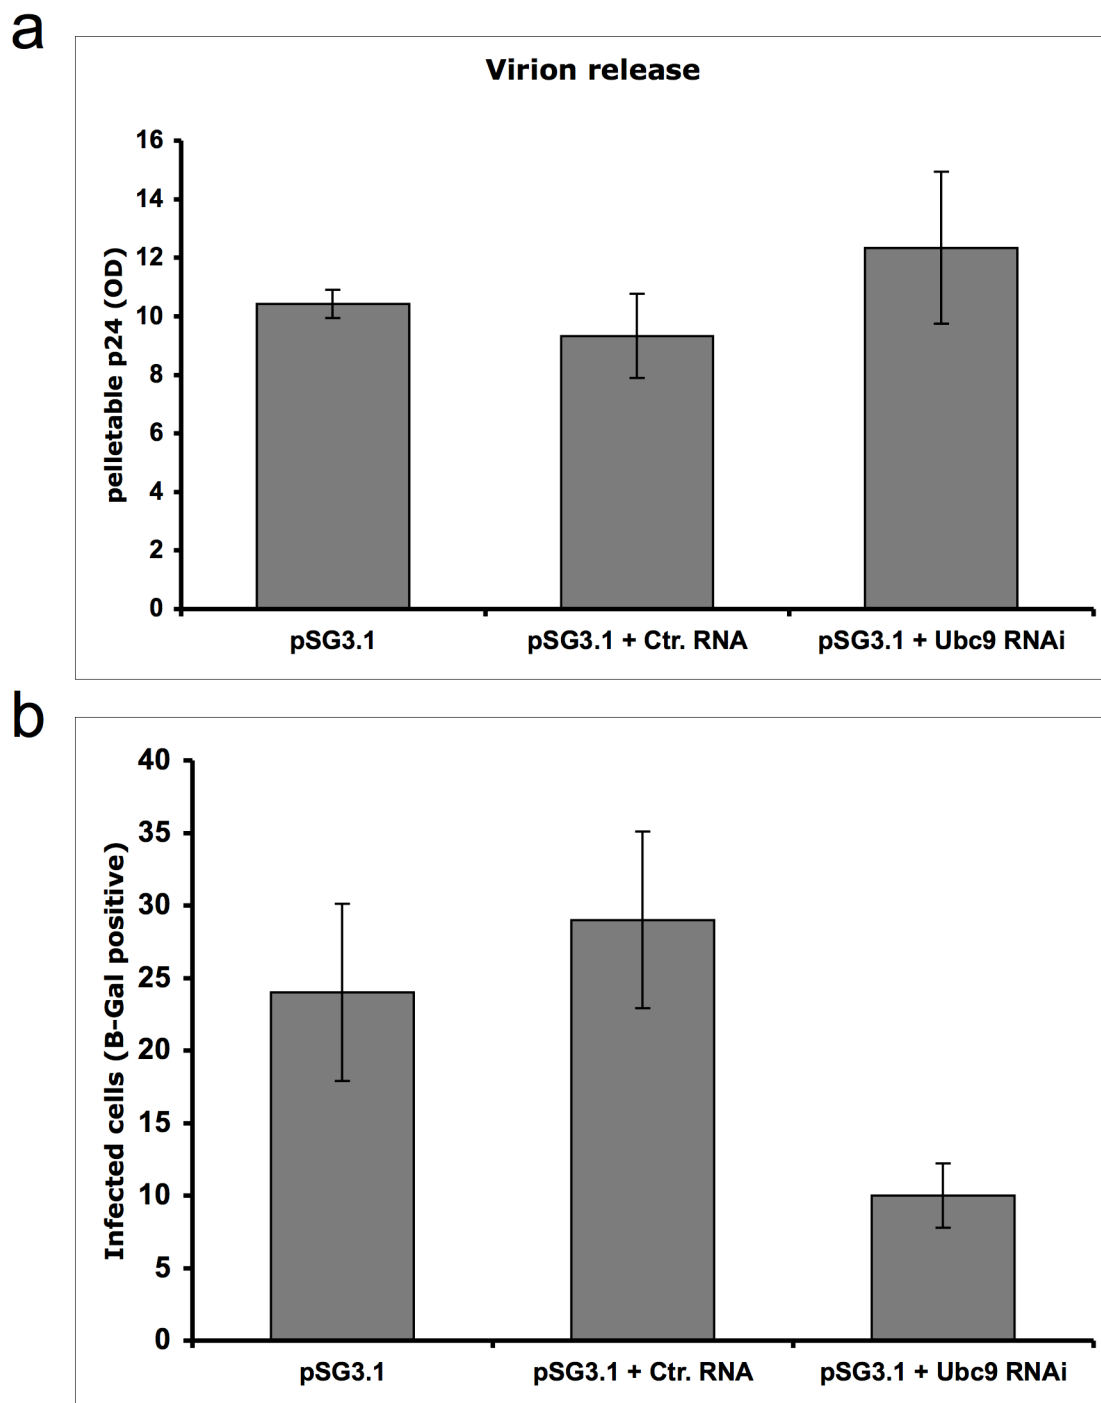 a
Virion release
pelletable p24 (OD)
16
14
12
10
8
6
4
2
0
pSG3.1
pSG3.1 + Ctr. RNA
pSG3.1 + Ubc9 RNAi
b
Infected cells (B-Gal positive)
40
35
30
25
20
15
10
5
0
pSG3.1
pSG3.1 + Ctr. RNA
pSG3.1 + Ubc9 RNAi